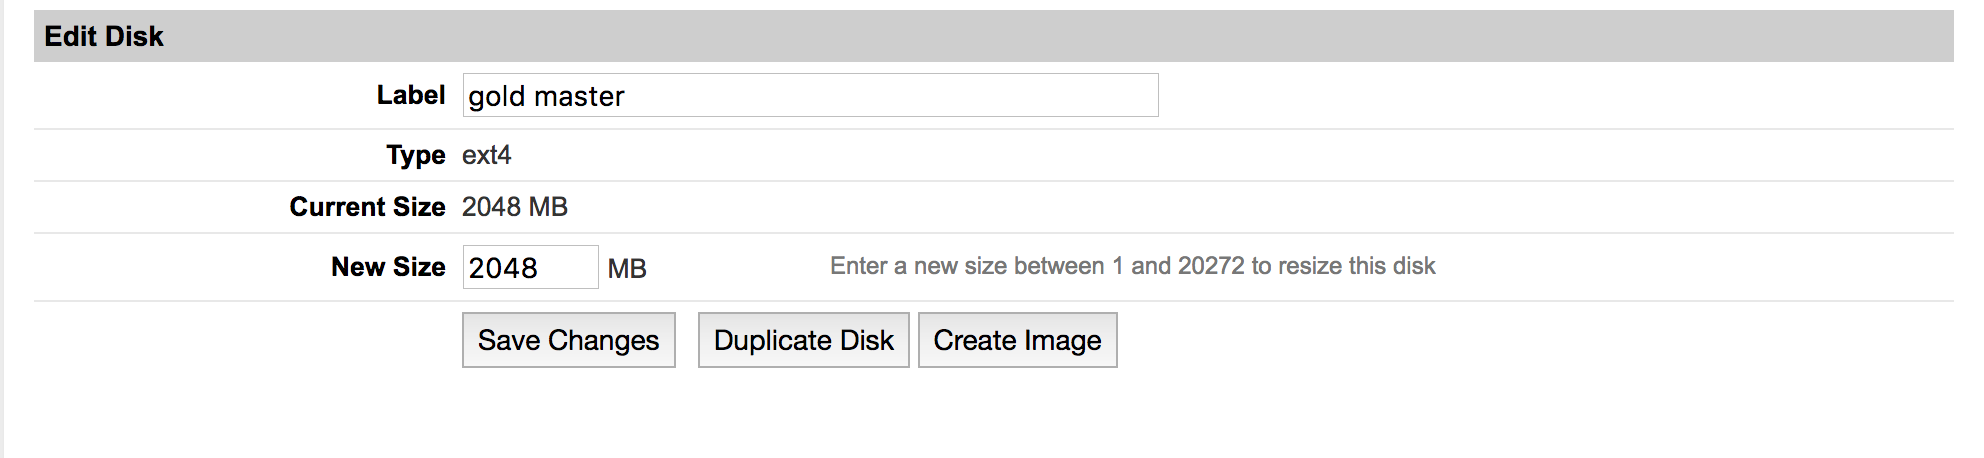 Edit Disk
Label gold master
Type ext4
Current Size 2048 MB
New Size 2048 MB Enter a new size between 1 and 20272 to resize this disk
Save Changes Duplicate Disk Create Image